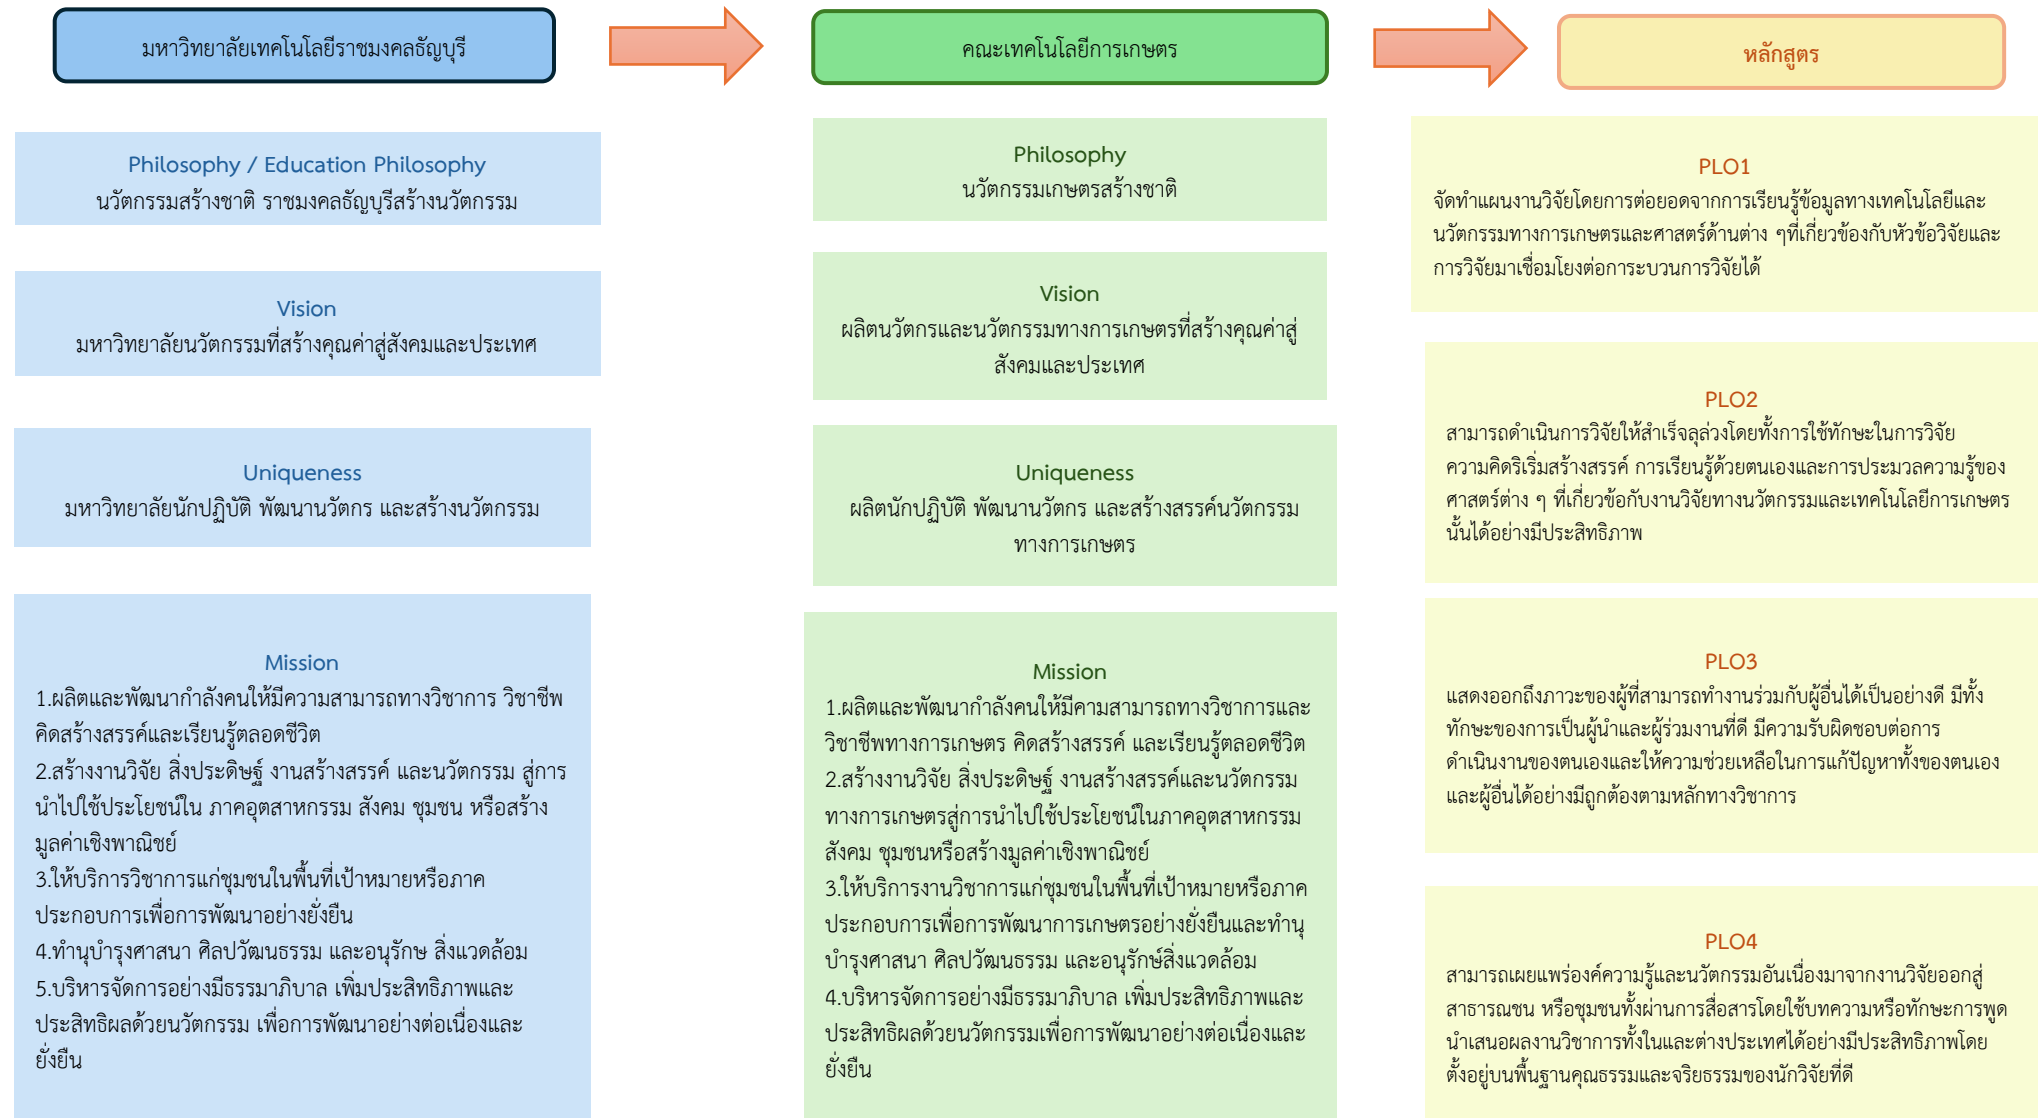 มหาวิทยาลัยเทคโนโลยีราชมงคลธัญบุรี
คณะเทคโนโลยีการเกษตร
หลักสูตร
Philosophy / Education Philosophy
นวัตกรรมสร้างชาติ ราชมงคลธัญบุรีสร้างนวัตกรรม
Vision
มหาวิทยาลัยนวัตกรรมที่สร้างคุณค่าสู่สังคมและประเทศ
Uniqueness
มหาวิทยาลัยนักปฏิบัติ พัฒนานวัตกร และสร้างนวัตกรรม
Mission
1.ผลิตและพัฒนากำลังคนให้มีความสามารถทางวิชาการ วิชาชีพ
คิดสร้างสรรค์และเรียนรู้ตลอดชีวิต
2.สร้างงานวิจัย สิ่งประดิษฐ์ งานสร้างสรรค์ และนวัตกรรม สู่การ
นำไปใช้ประโยชน์ใน ภาคอุตสาหกรรม สังคม ชุมชน หรือสร้าง
มูลค่าเชิงพาณิชย์
3.ให้บริการวิชาการแก่ชุมชนในพื้นที่เป้าหมายหรือภาค
ประกอบการเพื่อการพัฒนาอย่างยั่งยืน
4.ทำนุบำรุงศาสนา ศิลปวัฒนธรรม และอนุรักษ สิ่งแวดล้อม
5.บริหารจัดการอย่างมีธรรมาภิบาล เพิ่มประสิทธิภาพและ
ประสิทธิผลด้วยนวัตกรรม เพื่อการพัฒนาอย่างต่อเนื่องและ
ยั่งยืน
Philosophy
นวัตกรรมเกษตรสร้างชาติ
Vision
ผลิตนวัตกรและนวัตกรรมทางการเกษตรที่สร้างคุณค่าสู่
สังคมและประเทศ
Uniqueness
ผลิตนักปฏิบัติ พัฒนานวัตกร และสร้างสรรค์นวัตกรรม
ทางการเกษตร
Mission
1.ผลิตและพัฒนากำลังคนให้มีคามสามารถทางวิชาการและ
วิชาชีพทางการเกษตร คิดสร้างสรรค์ และเรียนรู้ตลอดชีวิต
2.สร้างงานวิจัย สิ่งประดิษฐ์ งานสร้างสรรค์และนวัตกรรม
ทางการเกษตรสู่การนำไปใช้ประโยชน์ในภาคอุตสาหกรรม
สังคม ชุมชนหรือสร้างมูลค่าเชิงพาณิชย์
3.ให้บริการงานวิชาการแก่ชุมชนในพื้นที่เป้าหมายหรือภาค
ประกอบการเพื่อการพัฒนาการเกษตรอย่างยั่งยืนและทำนุ
บำรุงศาสนา ศิลปวัฒนธรรม และอนุรักษ์สิ่งแวดล้อม
4.บริหารจัดการอย่างมีธรรมาภิบาล เพิ่มประสิทธิภาพและ
ประสิทธิผลด้วยนวัตกรรมเพื่อการพัฒนาอย่างต่อเนื่องและ
ยั่งยืน
PLO1
จัดทำแผนงานวิจัยโดยการต่อยอดจากการเรียนรู้ข้อมูลทางเทคโนโลยีและ
นวัตกรรมทางการเกษตรและศาสตร์ด้านต่าง ๆที่เกี่ยวข้องกับหัวข้อวิจัยและ
การวิจัยมาเชื่อมโยงต่อการะบวนการวิจัยได้
PLO2
สามารถดำเนินการวิจัยให้สำเร็จลุล่วงโดยทั้งการใช้ทักษะในการวิจัย
ความคิดริเริ่มสร้างสรรค์ การเรียนรู้ด้วยตนเองและการประมวลความรู้ของ
ศาสตร์ต่าง ๆ ที่เกี่ยวข้อกับงานวิจัยทางนวัตกรรมและเทคโนโลยีการเกษตร
นั้นได้อย่างมีประสิทธิภาพ
PLO3
แสดงออกถึงภาวะของผู้ที่สามารถทำงานร่วมกับผู้อื่นได้เป็นอย่างดี มีทั้ง
ทักษะของการเป็นผู้นำและผู้ร่วมงานที่ดี มีความรับผิดชอบต่อการ
ดำเนินงานของตนเองและให้ความช่วยเหลือในการแก้ปัญหาทั้งของตนเอง
และผู้อื่นได้อย่างมีถูกต้องตามหลักทางวิชาการ
PLO4
สามารถเผยแพร่องค์ความรู้และนวัตกรรมอันเนื่องมาจากงานวิจัยออกสู่
สาธารณชน หรือชุมชนทั้งผ่านการสื่อสารโดยใช้บทความหรือทักษะการพูด
นำเสนอผลงานวิชาการทั้งในและต่างประเทศได้อย่างมีประสิทธิภาพโดย
ตั้งอยู่บนพื้นฐานคุณธรรมและจริยธรรมของนักวิจัยที่ดี